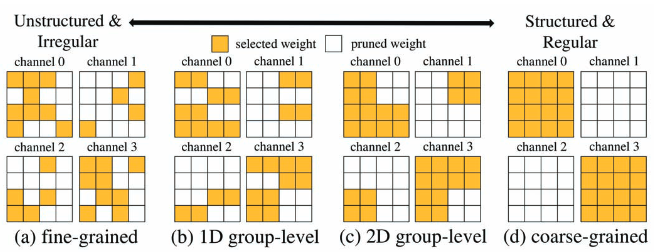 Unstructured & Structured &
Irregular Regular
selected weight pruned weight
channel 0 channel 1 channel 0 channel 1 channel 0 channel 1 channel 0 channel 1
channel 2 channel 3 channel 2 channel 3 channel 2 channel 3 channel 2 channel 3
(a) fine-grained (b) 1D group-level (c) 2D group-level (d) coarse-grained